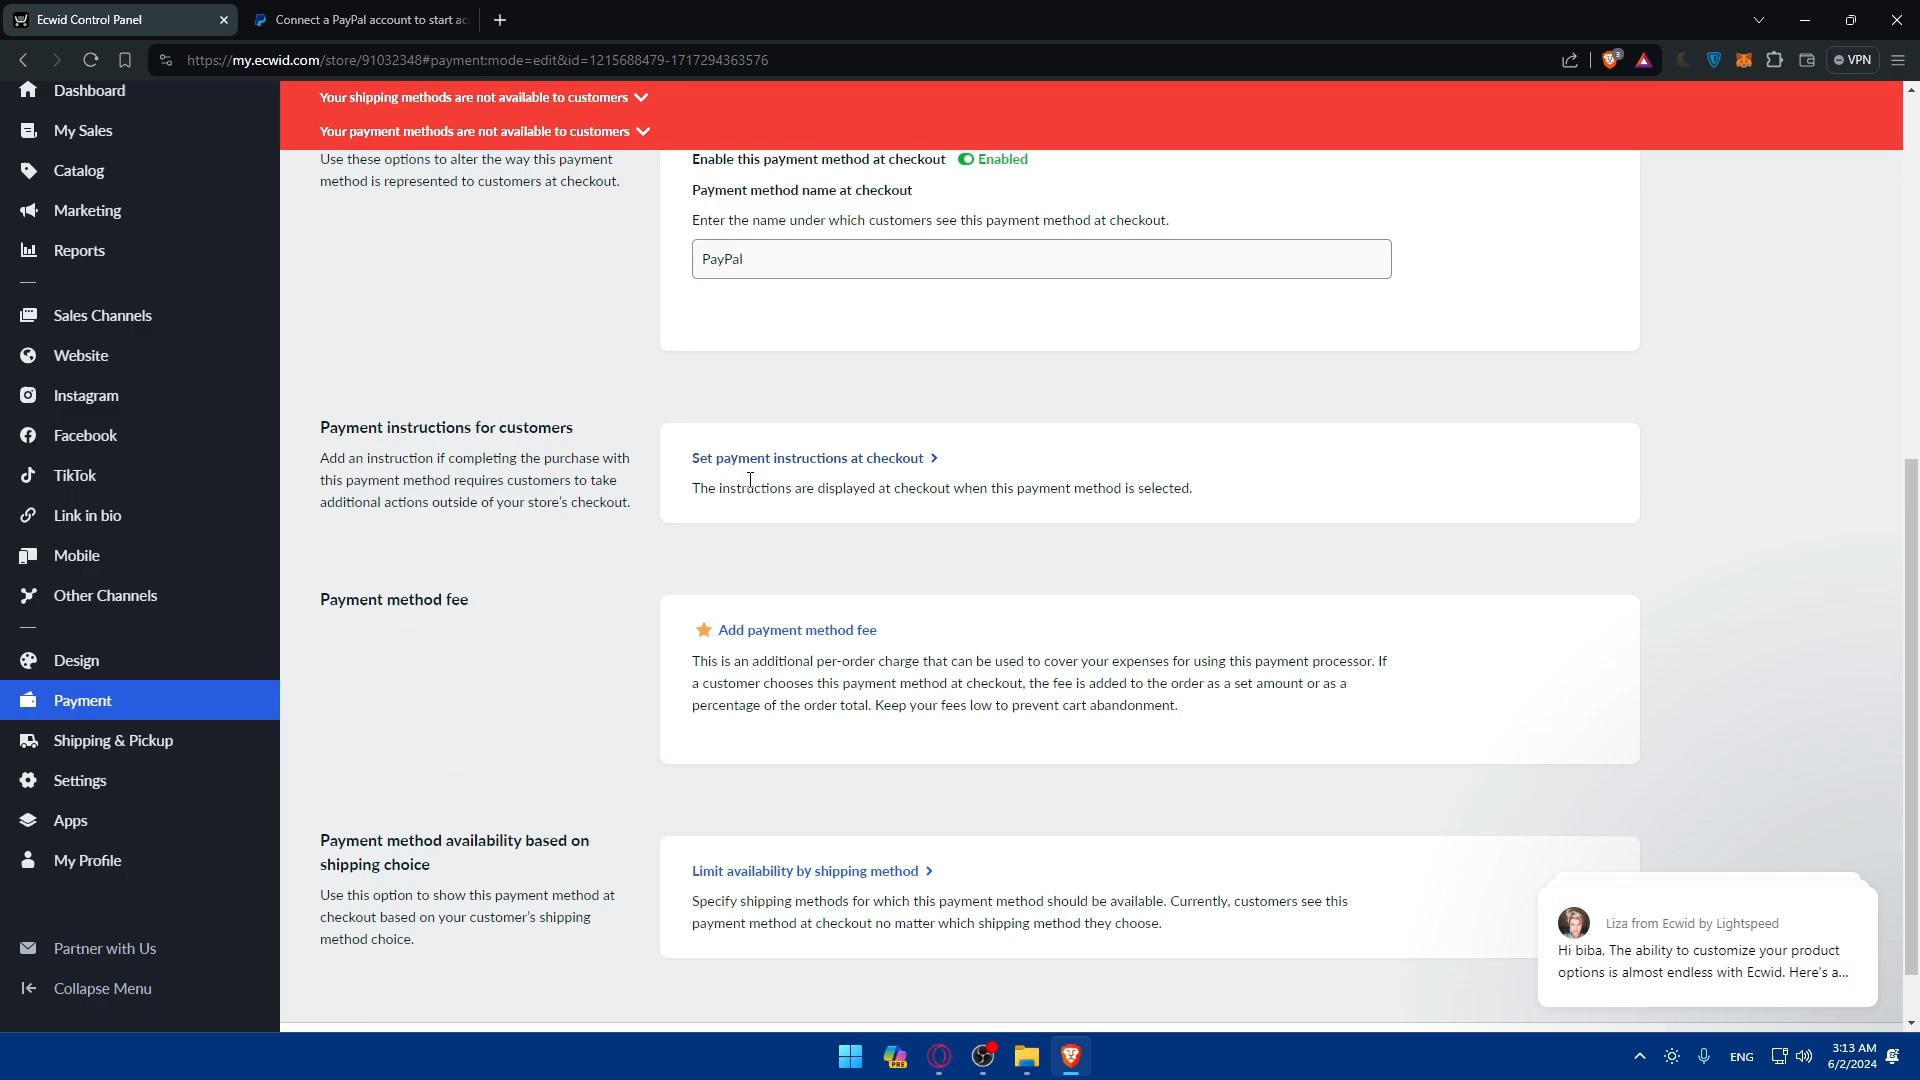 Ecwid Control Panel
Connect a PayPal account to start ac
https://my.ecwid.com/store/91032348#payment:mode=edit&id=1215688479-1717294363576
3
VPN
Dashboard
My Sales
Catalog
Marketing
Reports
Sales Channels
Website
Instagram
Facebook
TikTok
Link in bio
Mobile
Other Channels
Design
Payment
Shipping & Pickup
Settings
Apps
My Profile
Partner with Us
Collapse Menu
Your shipping methods are not available to customers
Your payment methods are not available to customers
Use these options to alter the way this payment
method is represented to customers at checkout.
Enable this payment method at checkout Enabled
Payment method name at checkout
Enter the name under which customers see this payment method at checkout.
PayPal
Payment instructions for customers
Add an instruction if completing the purchase with
this payment method requires customers to take
additional actions outside of your store's checkout.
Set payment instructions at checkout
The instructions are displayed at checkout when this payment method is selected.
Payment method fee
Add payment method fee
This is an additional per-order charge that can be used to cover your expenses for using this payment processor. If
a customer chooses this payment method at checkout, the fee is added to the order as a set amount or as a
percentage of the order total. Keep your fees low to prevent cart abandonment.
Payment method availability based on
shipping choice
Use this option to show this payment method at
checkout based on your customer's shipping
method choice.
Limit availability by shipping method
Specify shipping methods for which this payment method should be available. Currently, customers see this
payment method at checkout no matter which shipping method they choose.
Liza from Ecwid by Lightspeed
Hi biba, The ability to customize your product
options is almost endless with Ecwid. Here's a...
PRE
ENG
3:13 AM
6/2/2024